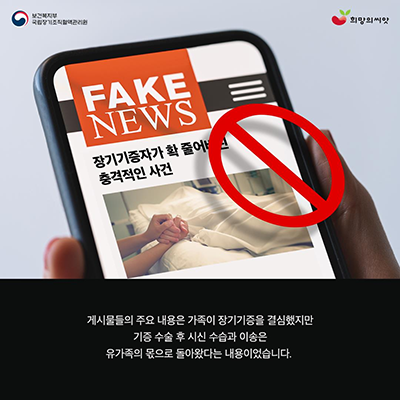 보건복지부
국립장기조직혈액관리원
희망의씨앗
FAKE
NEWS
장기기증자가 확 줄어버린
충격적인 사건
게시물들의 주요 내용은 가족이 장기기증을 결심했지만
기증 수술 후 시신 수습과 이송은
유가족의 몫으로 돌아왔다는 내용이었습니다.